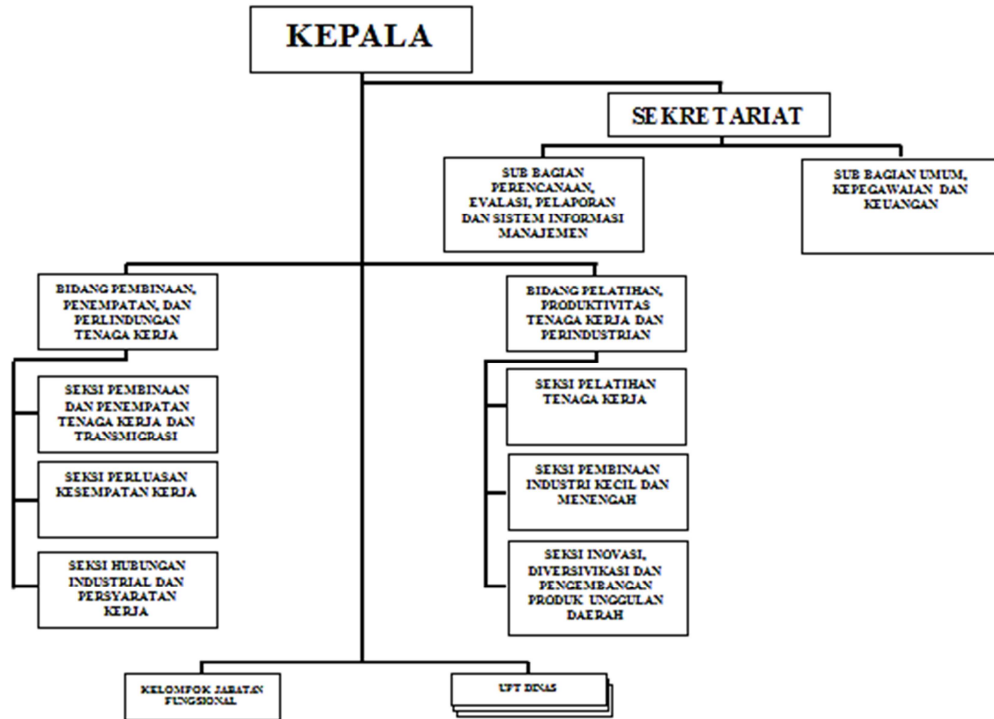 KEPALA
SEKRETARIAT
SUB BAGIAN
PERENCANAAN,
EVALASI, PELAPORAN
DAN SISTEM INFORMASI
MANAJEMEN
SUB BAGIAN UMUM,
KEPEGAWAIAN DAN
KEUANGAN
BIDANG PEMBINAAN,
PENEMPATAN, DAN
PERLINDUNGAN
TENAGA KERJA
SEKSI PEMBINAAN
DAN PENEMPATAN
TENAGA KERJA DAN
TRANSMIGRASI
SEKSI PERLUASAN
KESEMPATAN KERJA
SEKSI HUBUNGAN
INDUSTRIAL DAN
PERSYARATAN
KERJA
BIDANG PELATIHAN,
PRODUKTIVITAS
TENAGA KERJA DAN
PERINDUSTRIAN
SEKSI PELATIHAN
TENAGA KERJA
SEKSI PEMBINAAN
INDUSTRI KECIL DAN
MENENGAH
SEKSI INOVASI,
DIVERSIVIKASI DAN
PENGEMBANGAN
PRODUK UNGGULAN
DAERAH
KELOMPOK JABATAN
FUNGSIONAL
UPT DINAS